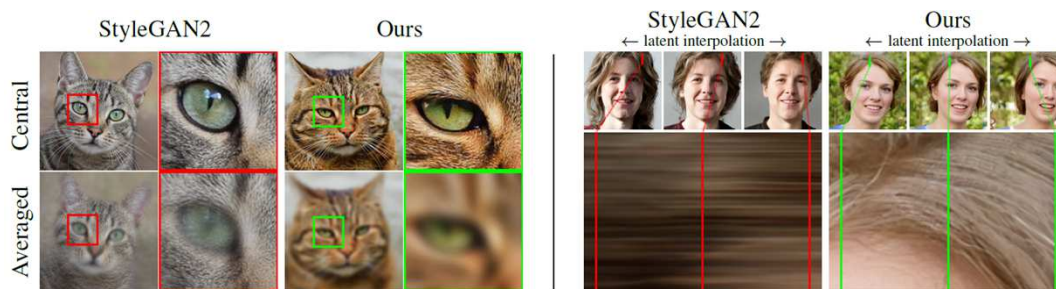 StyleGAN2
Ours
Central
Averaged
StyleGAN2
← latent interpolation →
Ours
← latent interpolation →